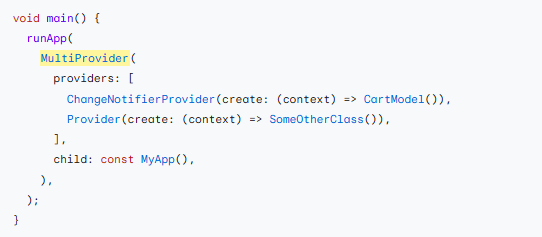 void main() {
  runApp(
    MultiProvider(
      providers: [
        ChangeNotifierProvider(create: (context) => CartModel()),
        Provider(create: (context) => SomeOtherClass()),
      ],
      child: const MyApp(),
    ),
  );
}